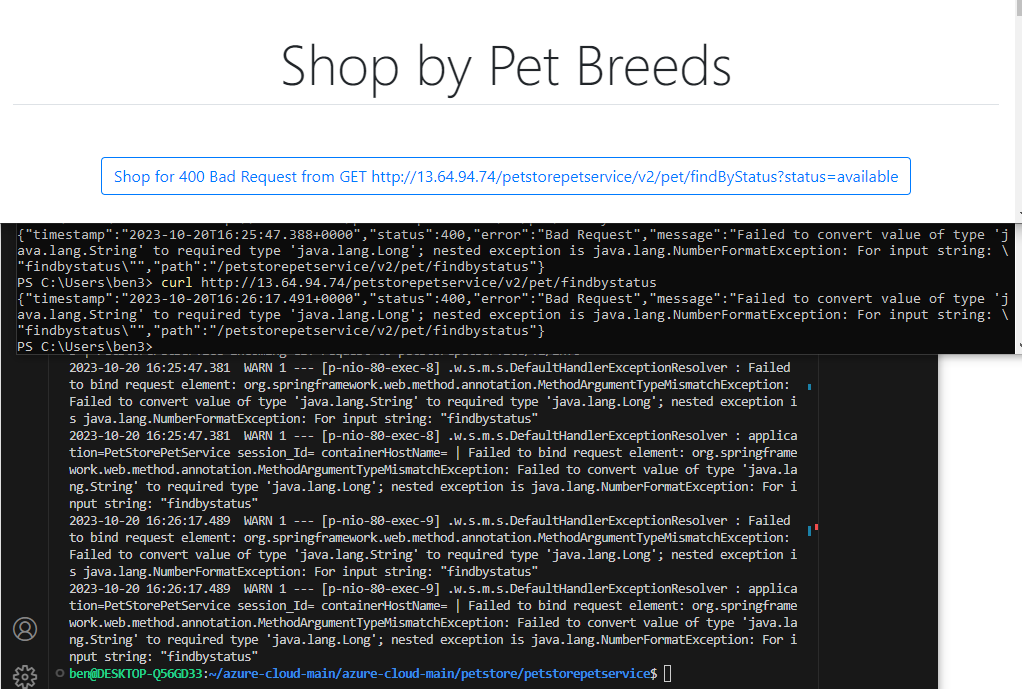 Shop by Pet Breeds
Shop for 400 Bad Request from GET http://13.64.94.74/petstorepetservice/v2/pet/findByStatus?status=available
{"timestamp":"2023-10-20T16:25:47.388+0000","status":400,"error":"Bad Request","message":"Failed to convert value of type 'j
ava.lang.String' to required type 'java.lang.Long'; nested exception is java.lang.NumberFormatException: For input string: \
"findbystatus\"","path":"/petstorepetservice/v2/pet/findbystatus"}
PS C:\Users\ben3> curl http://13.64.94.74/petstorepetservice/v2/pet/findbystatus
{"timestamp":"2023-10-20T16:26:17.491+0000","status":400,"error":"Bad Request","message":"Failed to convert value of type 'j
ava.lang.String' to required type 'java.lang.Long'; nested exception is java.lang.NumberFormatException: For input string: \
"findbystatus\"","path":"/petstorepetservice/v2/pet/findbystatus"}
PS C:\Users\ben3>
2023-10-20 16:25:47.381  WARN 1 --- [p-nio-80-exec-8] .w.s.m.s.DefaultHandlerExceptionResolver : Failed
to bind request element: org.springframework.web.method.annotation.MethodArgumentTypeMismatchException:
Failed to convert value of type 'java.lang.String' to required type 'java.lang.Long'; nested exception i
s java.lang.NumberFormatException: For input string: "findbystatus"
2023-10-20 16:25:47.381  WARN 1 --- [p-nio-80-exec-8] .w.s.m.s.DefaultHandlerExceptionResolver : applica
tion=PetStorePetService session_Id= containerHostName= | Failed to bind request element: org.springframe
work.web.method.annotation.MethodArgumentTypeMismatchException: Failed to convert value of type 'java.la
ng.String' to required type 'java.lang.Long'; nested exception is java.lang.NumberFormatException: For i
nput string: "findbystatus"
2023-10-20 16:26:17.489  WARN 1 --- [p-nio-80-exec-9] .w.s.m.s.DefaultHandlerExceptionResolver : Failed
to bind request element: org.springframework.web.method.annotation.MethodArgumentTypeMismatchException:
Failed to convert value of type 'java.lang.String' to required type 'java.lang.Long'; nested exception i
s java.lang.NumberFormatException: For input string: "findbystatus"
2023-10-20 16:26:17.489  WARN 1 --- [p-nio-80-exec-9] .w.s.m.s.DefaultHandlerExceptionResolver : applica
tion=PetStorePetService session_Id= containerHostName= | Failed to bind request element: org.springframe
work.web.method.annotation.MethodArgumentTypeMismatchException: Failed to convert value of type 'java.la
ng.String' to required type 'java.lang.Long'; nested exception is java.lang.NumberFormatException: For i
nput string: "findbystatus"
ben@DESKTOP-Q56GD33:~/azure-cloud-main/azure-cloud-main/petstore/petstorepetservice$